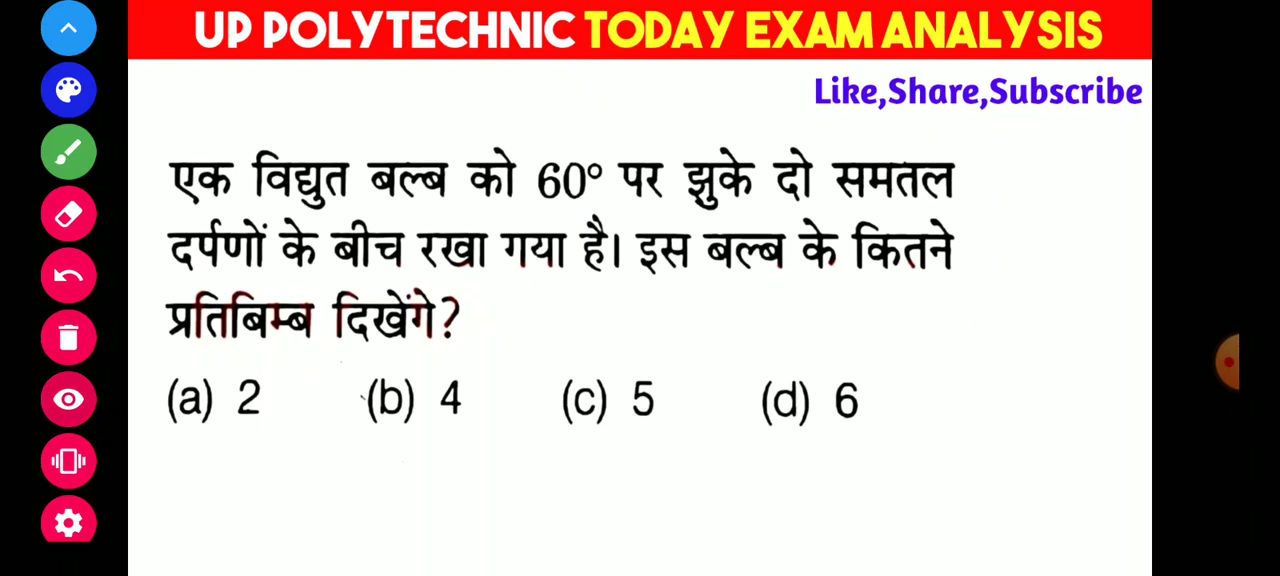 UP POLYTECHNIC TODAY EXAM ANALYSIS
Like,Share,Subscribe
एक विद्युत बल्ब को 60° पर झुके दो समतल
दर्पणों के बीच रखा गया है। इस बल्ब के कितने
प्रतिबिम्ब दिखेंगे?
(a) 2 (b) 4 (c) 5 (d) 6